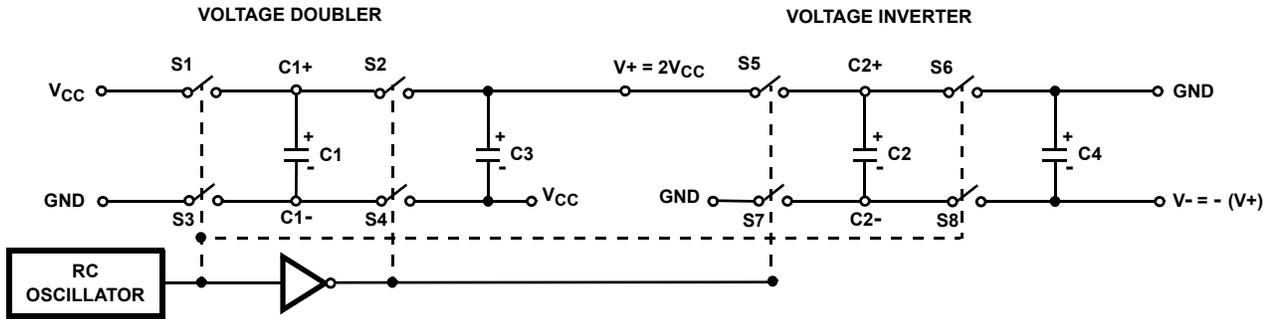 VOLTAGE DOUBLER
VOLTAGE INVERTER
S1
C1+
S2
V+ = 2VCC
S5
C2+
S6
VCC
GND
+
C1
-
+
C3
-
+
C2
-
+
C4
-
GND
S3
C1-
S4
VCC
GND
S7
C2-
S8
V- = - (V+)
RC
OSCILLATOR